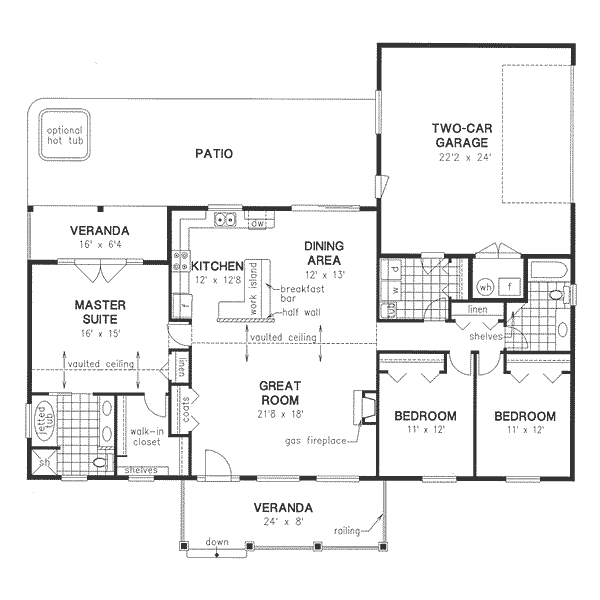 optional
hot tub
PATIO
TWO-CAR
GARAGE
22'2 x 24'
VERANDA
16' x 6'4
dw
KITCHEN
12' x 12'8
DINING
AREA
12' x 13'
work island
breakfast
bar
half wall
d
w
tub
wh
f
linen
shelves
MASTER
SUITE
16' x 15'
vaulted ceiling
vaulted ceiling
linen
coats
GREAT
ROOM
21'8 x 18'
gas fireplace
BEDROOM
11' x 12'
BEDROOM
11' x 12'
jetted
tub
sh
walk-in
closet
shelves
VERANDA
24' x 8'
railing
down